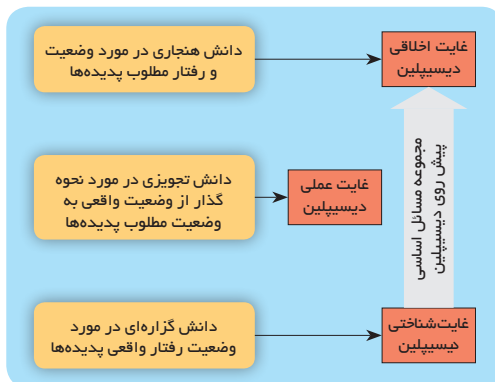 غایت اخلاقی
دیسیپلین
دانش هنجاری در مورد وضعیت
و رفتار مطلوب پدیده‌ها
مجموعه مسائل اساسی
پیش روی دیسیپلین
غایت عملی
دیسیپلین
دانش تجویزی در مورد نحوه
گذار از وضعیت واقعی به
وضعیت مطلوب پدیده‌ها
غایت‌شناختی
دیسیپلین
دانش گزاره‌ای در مورد
وضعیت رفتار واقعی پدیده‌ها